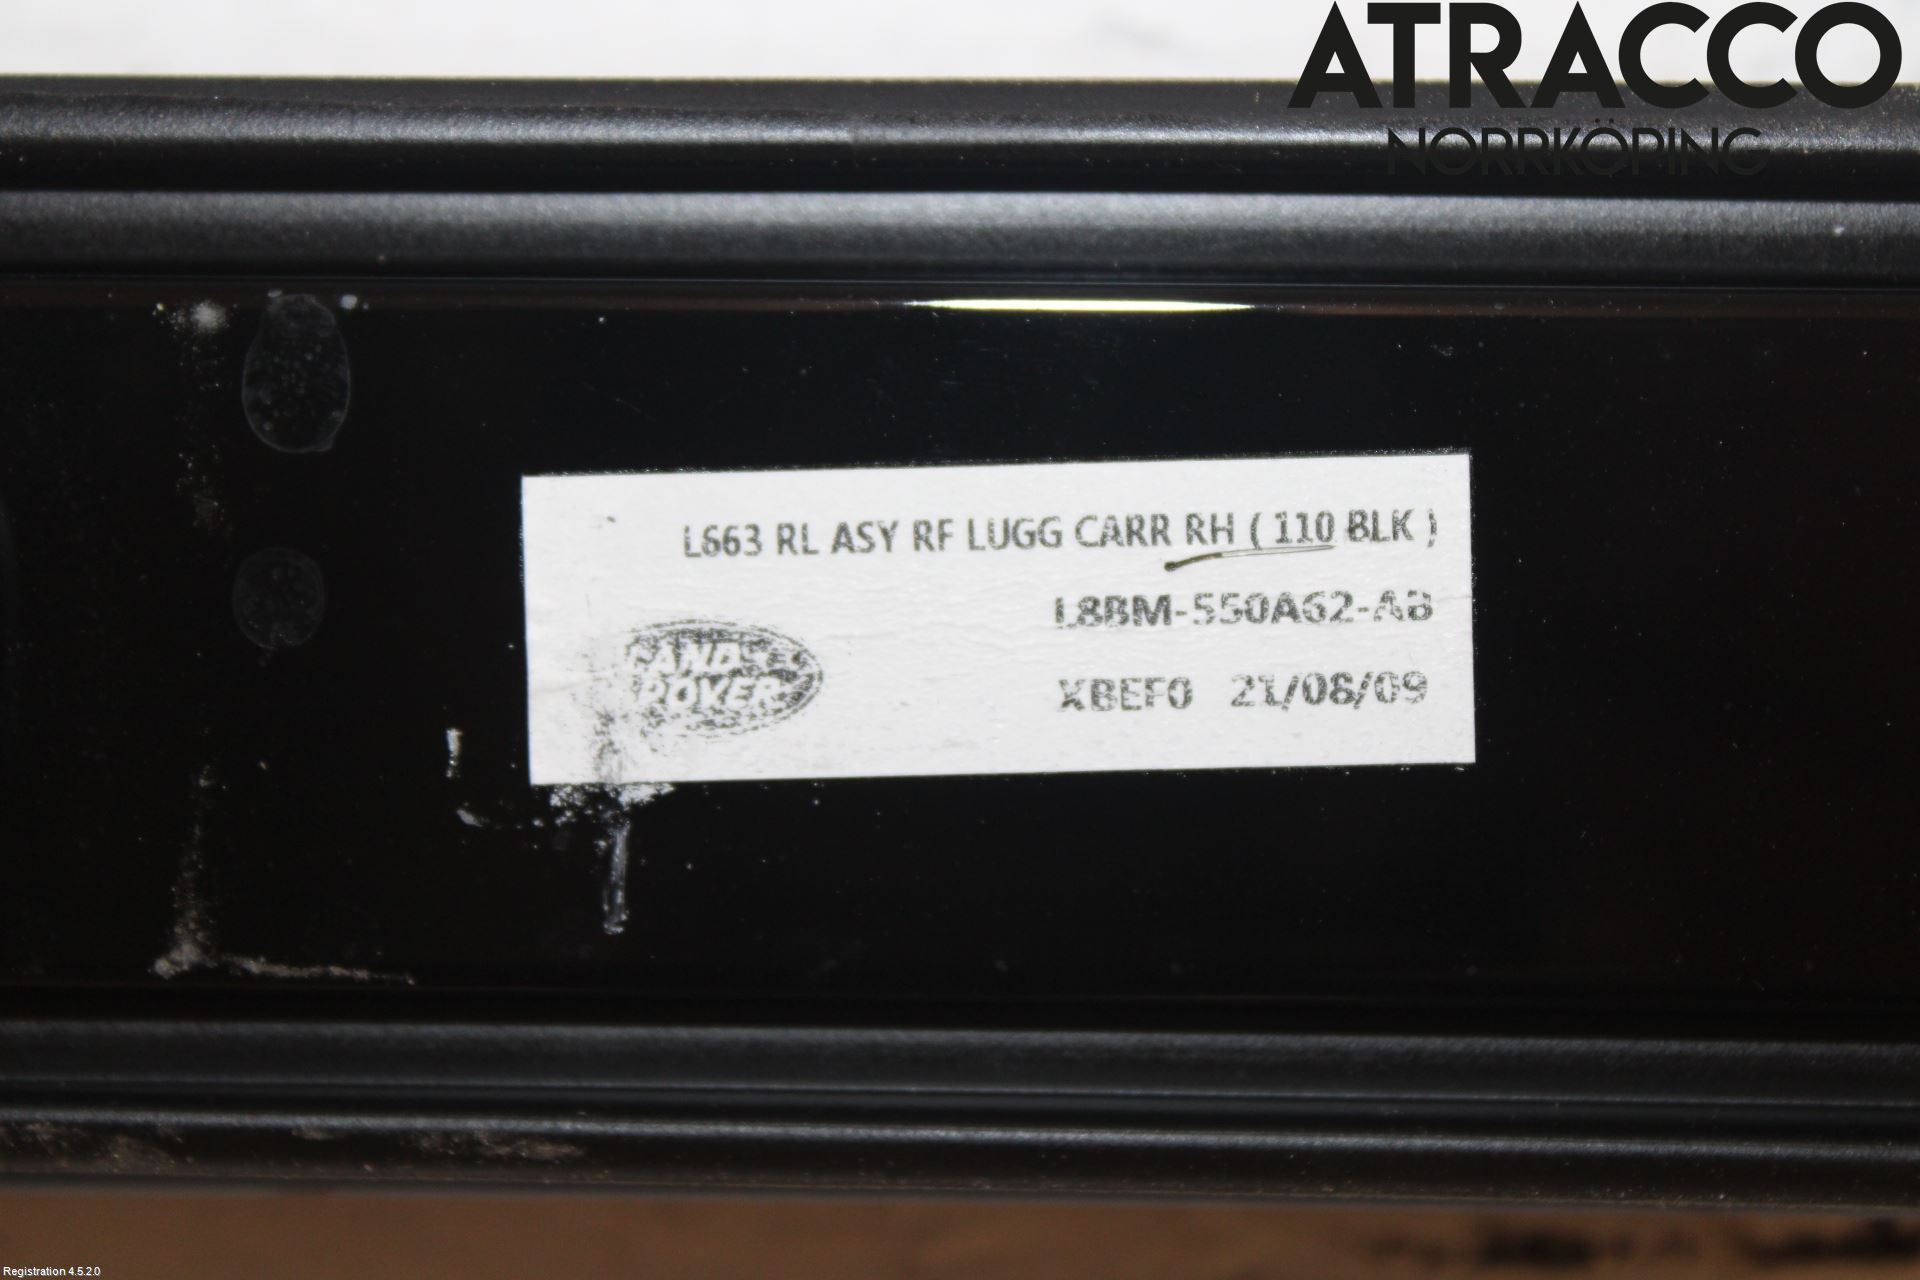 ATRACCO
NORRKÖPING
L663 RL ASY RF LUGG CARR RH ( 110 BLK )
L8BM-550A62-AB
LAND
ROVER
XBEF0 21/08/09
Registration 4.5.2.0